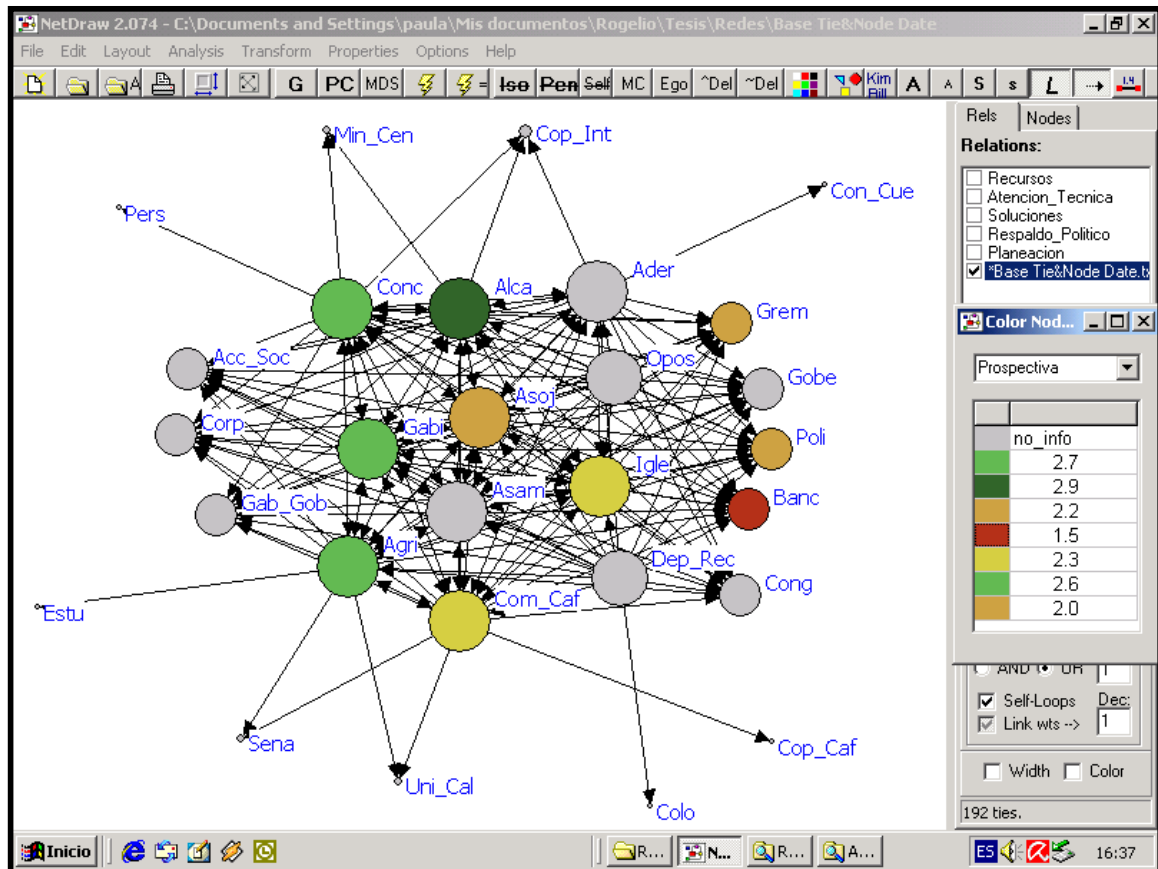 NetDraw 2.074 - C:\Documents and Settings\paula\Mis documentos\Rogelio\Tesis\Redes\Base Tie&Node Date
File Edit Layout Analysis Transform Properties Options Help
A G PC MDS = Iso Pen Self MC Ego ^Del ~Del Kim Bill A A S s L 1.4
Rels Nodes
Relations:
Recursos
Atencion_Tecnica
Soluciones
Respaldo_Politico
Planeacion
*Base Tie&Node Date.tx
Color Nod...
Prospectiva
no_info
2.7
2.9
2.2
1.5
2.3
2.6
2.0
AND OR 1
Self-Loops Dec:
Link wts --> 1
Width Color
192 ties.
Min_Cen
Cop_Int
Con_Cue
Pers
Ader
Conc
Alca
Grem
Acc_Soc
Opos
Gobe
Asoj
Corp
Gabi
Poli
Igle
Gab_Gob
Asam
Banc
Agri
Dep_Rec
Com_Caf
Cong
Estu
Sena
Cop_Caf
Uni_Cal
Colo
Inicio R... N... R... A... ES 16:37